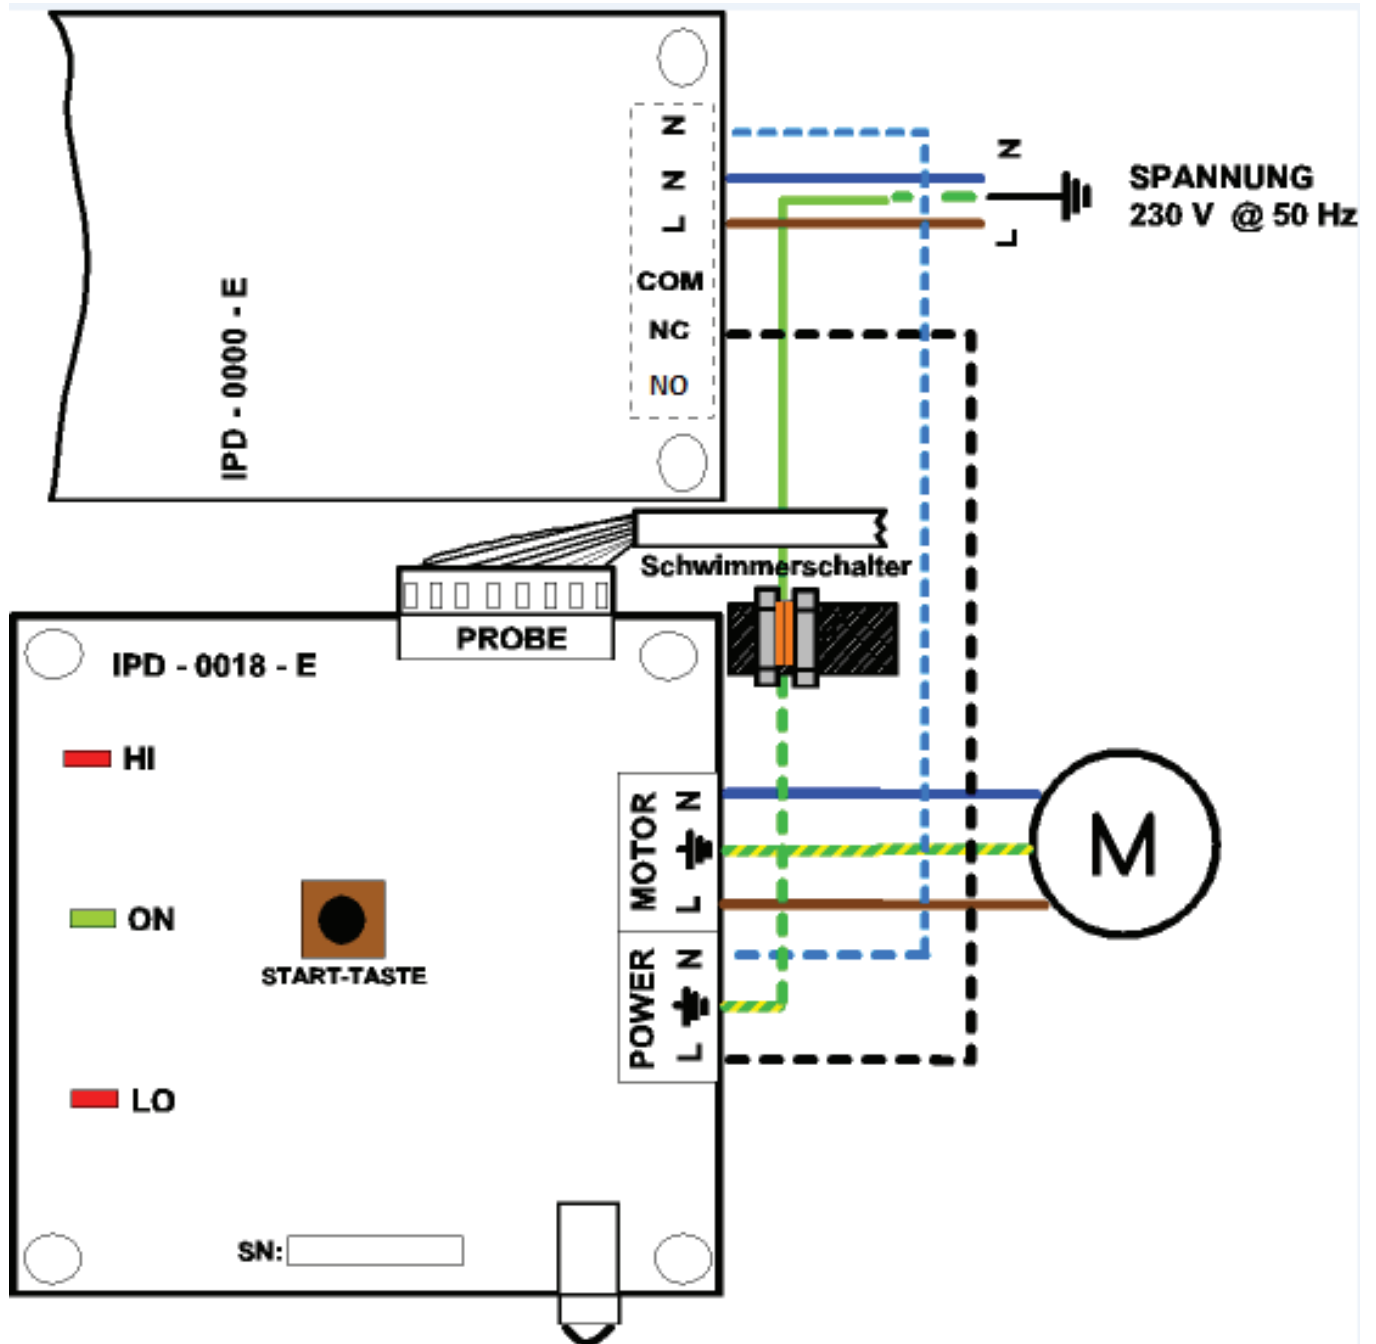 N
N
L
COM
NC
NO
IPD - 0000 - E
N
L
SPANNUNG
230 V @ 50 Hz
Schwimmerschalter
PROBE
IPD - 0018 - E
HI
ON
LO
START-TASTE
MOTOR
N
L
POWER
N
L
M
SN: